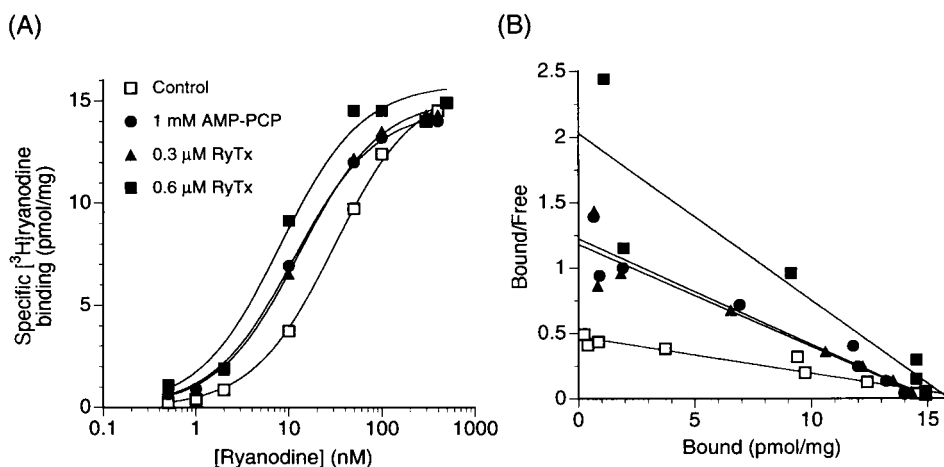 (A)
Specific [³H]ryanodine
binding (pmol/mg)
15
10
5
0
Control
1 mM AMP-PCP
0.3 μM RyTx
0.6 μM RyTx
0.1
1
10
100
1000
[Ryanodine] (nM)
(B)
Bound/Free
2.5
2
1.5
1
0.5
0
0
5
10
15
Bound (pmol/mg)